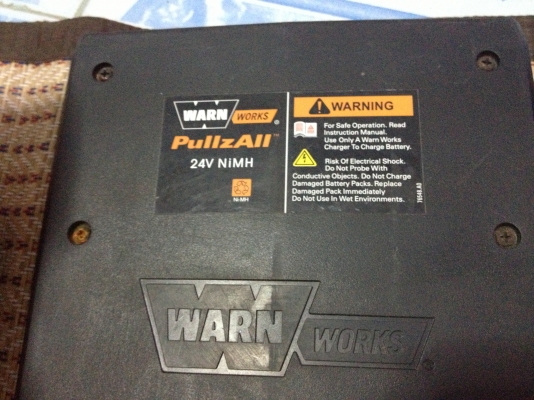 WARN WORKS®
PullzAll™
24V NiMH
Ni-MH
WARNING
For Safe Operation. Read
Instruction Manual.
Use Only A Warn Works
Charger To Charge Battery.
Risk Of Electrical Shock.
Do Not Probe With
Conductive Objects. Do Not Charge
Damaged Battery Packs. Replace
Damaged Pack Immediately
Do Not Use In Wet Environments.
WARN WORKS®